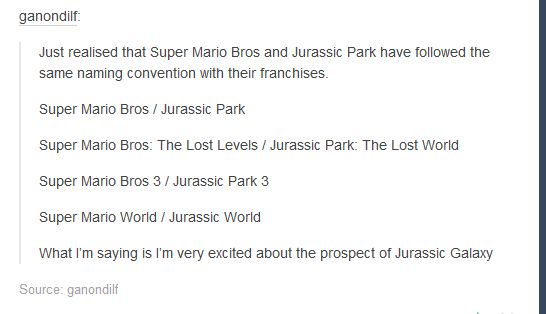 ganondilf:
Just realised that Super Mario Bros and Jurassic Park have followed the
same naming convention with their franchises.
Super Mario Bros / Jurassic Park
Super Mario Bros: The Lost Levels / Jurassic Park: The Lost World
Super Mario Bros 3 / Jurassic Park 3
Super Mario World / Jurassic World
What I'm saying is I'm very excited about the prospect of Jurassic Galaxy
Source: ganondilf